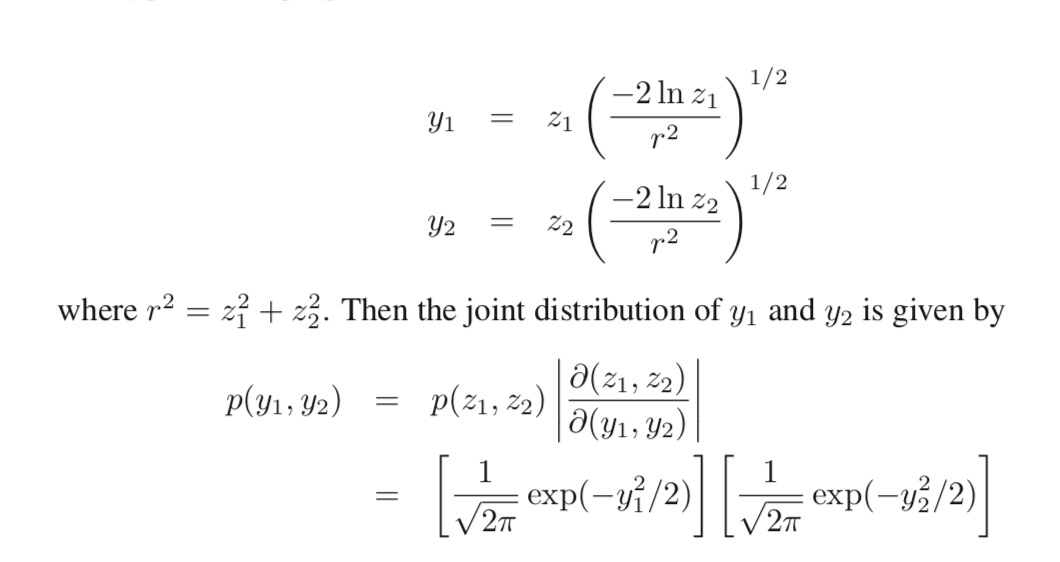 y₁ = z₁ (−2 ln z₁ / r²)^{1/2}
y₂ = z₂ (−2 ln z₂ / r²)^{1/2}
where r² = z₁² + z₂². Then the joint distribution of y₁ and y₂ is given by
p(y₁, y₂) = p(z₁, z₂) |∂(z₁, z₂) / ∂(y₁, y₂)|
= [1/√2π exp(−y₁²/2)] [1/√2π exp(−y₂²/2)]